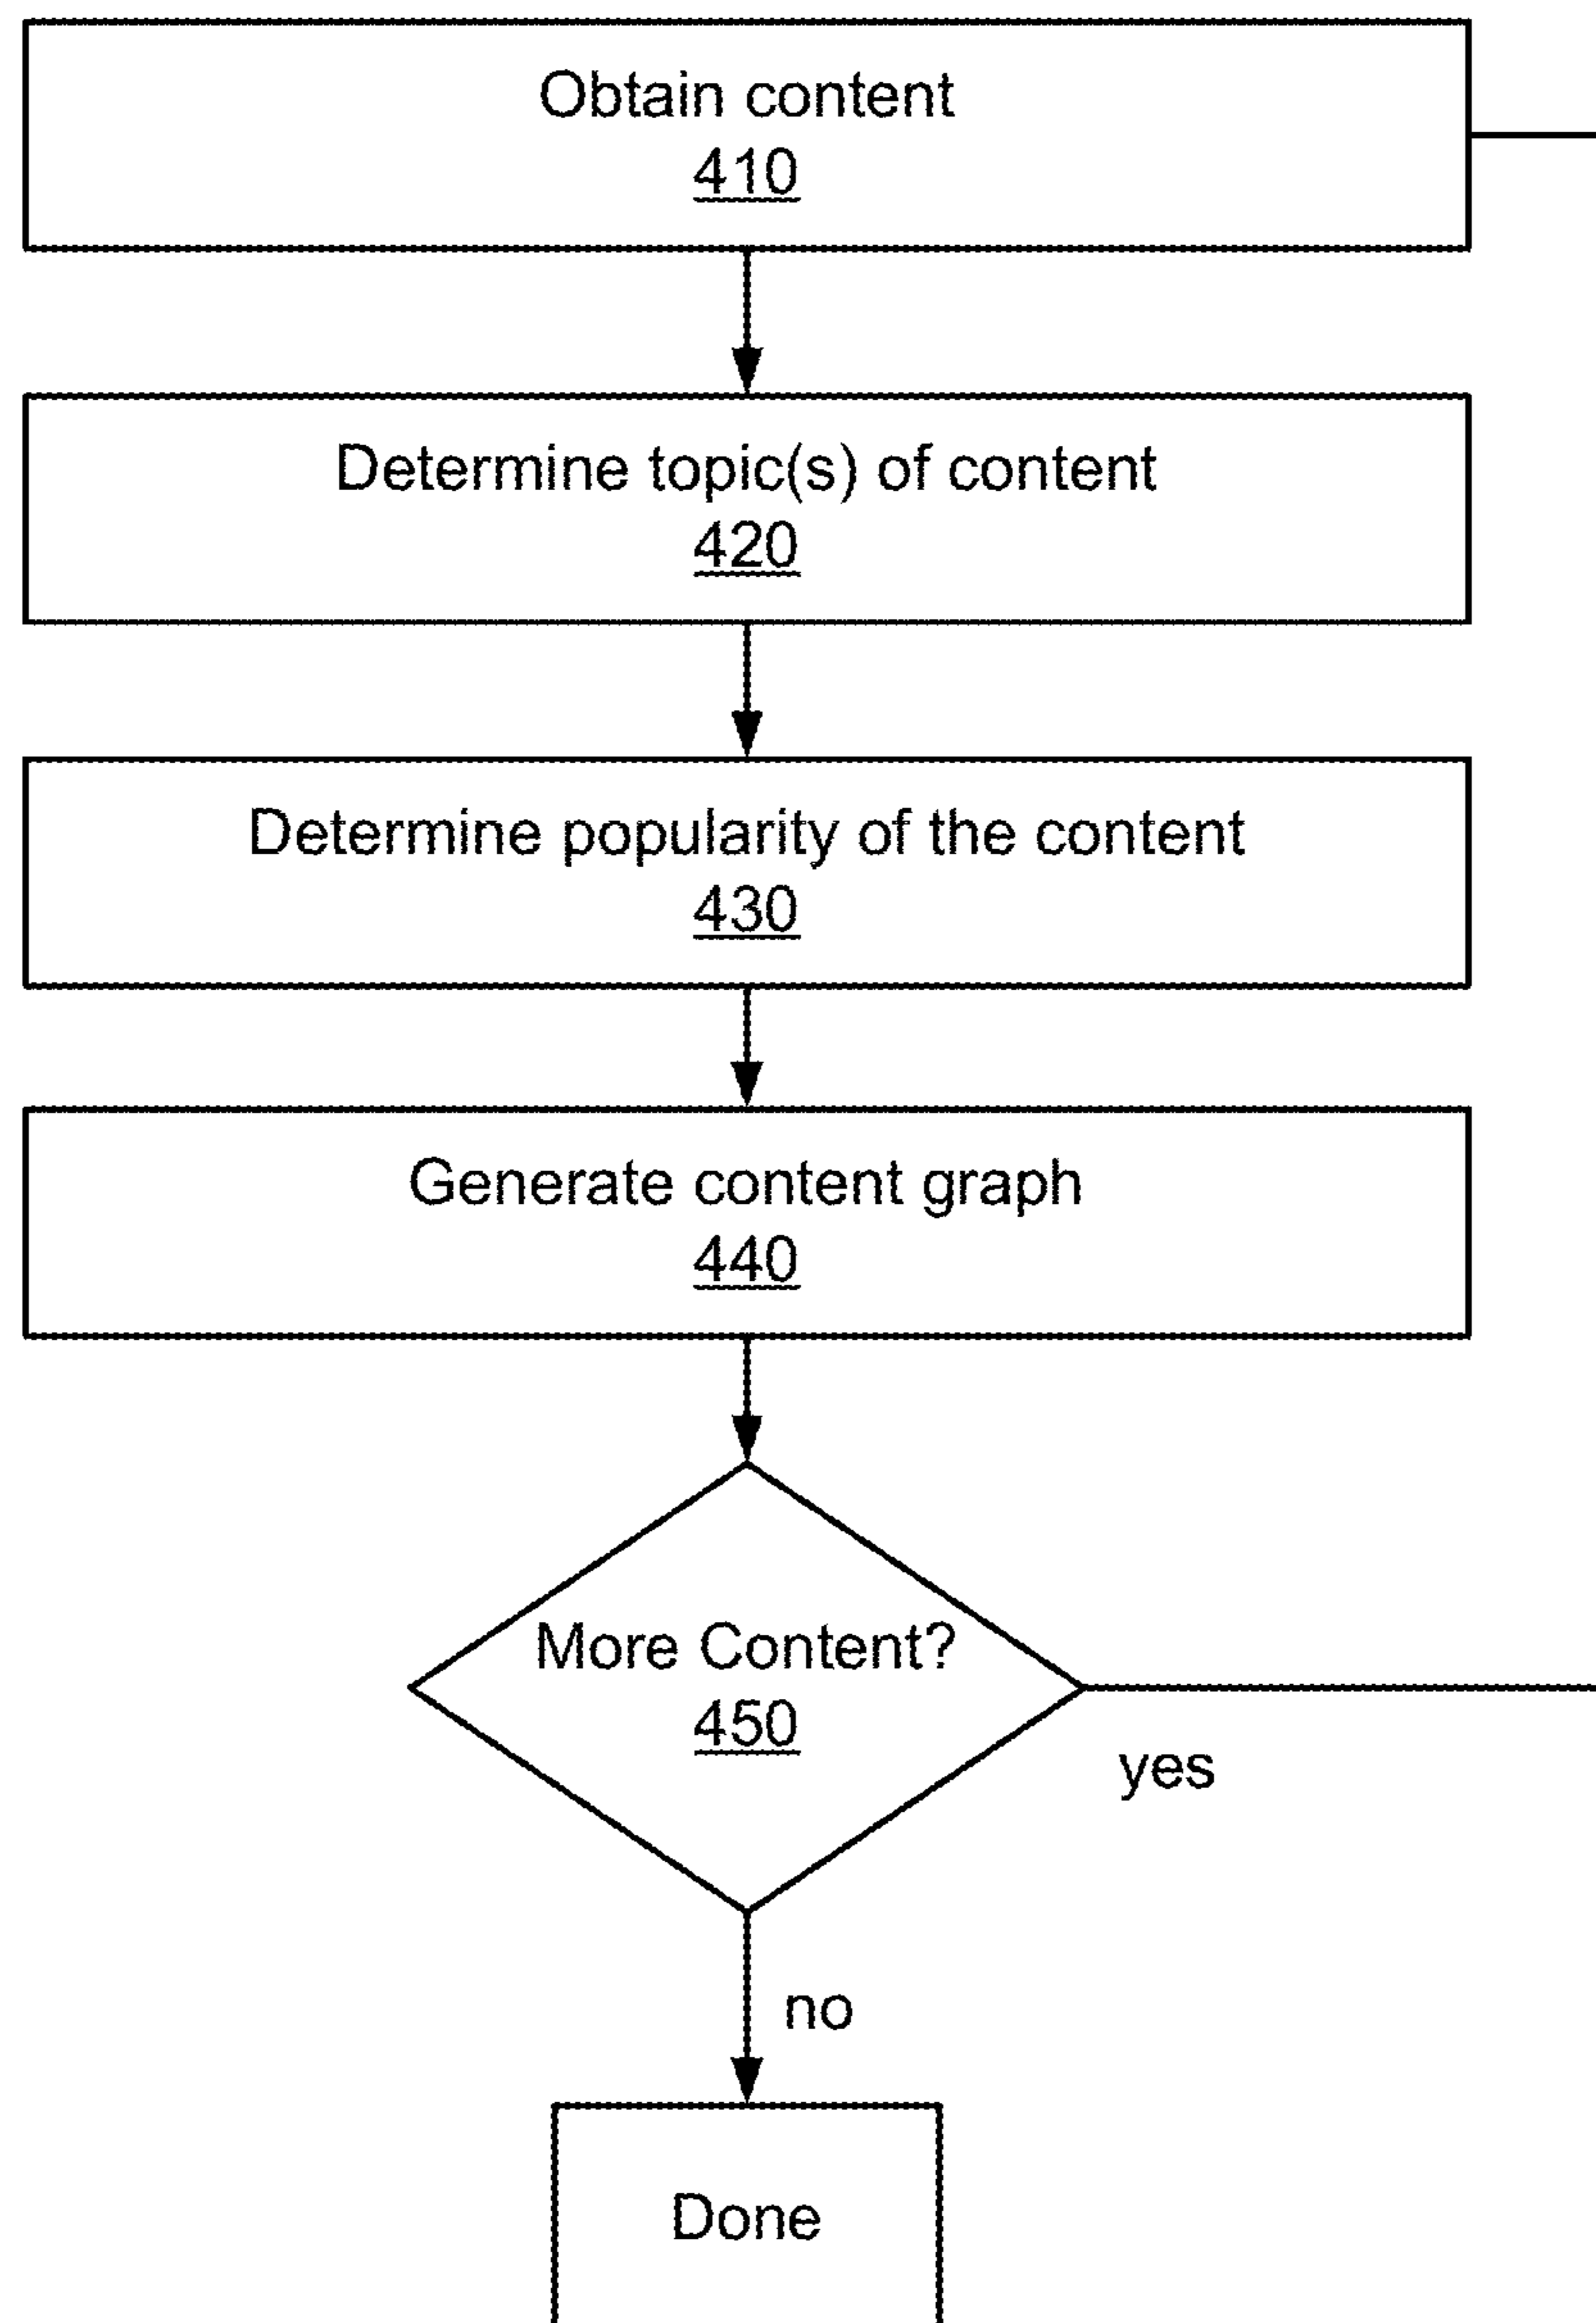 Obtain content
410
Determine topic(s) of content
420
Determine popularity of the content
430
Generate content graph
440
More Content?
450
yes
no
Done